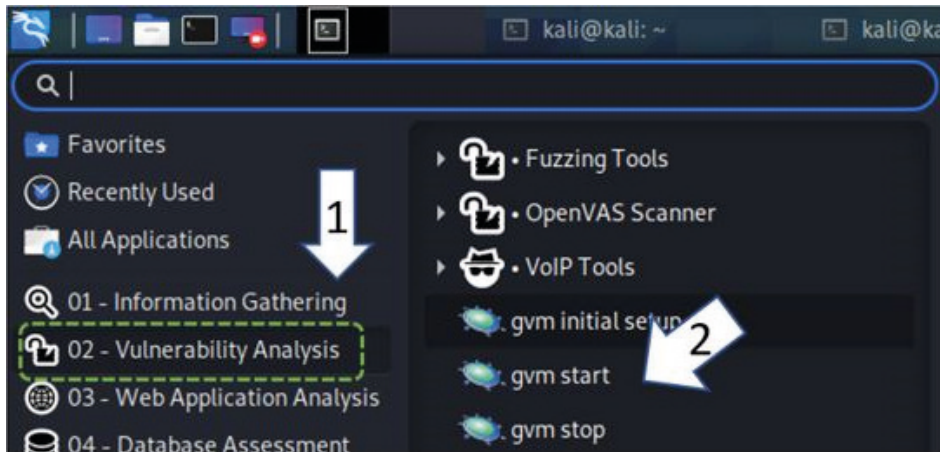 kali@kali: ~
kali@ka
Favorites
Recently Used
All Applications
01 - Information Gathering
02 - Vulnerability Analysis
03 - Web Application Analysis
04 - Database Assessment
• Fuzzing Tools
• OpenVAS Scanner
• VoIP Tools
gvm initial setup
gvm start
gvm stop
1
2